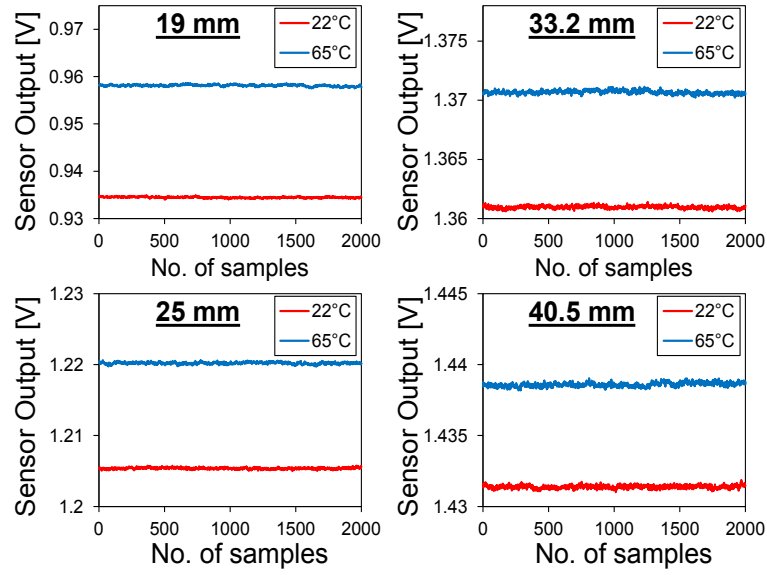 19 mm
22°C
65°C
Sensor Output [V]
0.97
0.96
0.95
0.94
0.93
0
500
1000
1500
2000
No. of samples
33.2 mm
22°C
65°C
Sensor Output [V]
1.375
1.37
1.365
1.36
0
500
1000
1500
2000
No. of samples
25 mm
22°C
65°C
Sensor Output [V]
1.23
1.22
1.21
1.2
0
500
1000
1500
2000
No. of samples
40.5 mm
22°C
65°C
Sensor Output [V]
1.445
1.44
1.435
1.43
0
500
1000
1500
2000
No. of samples